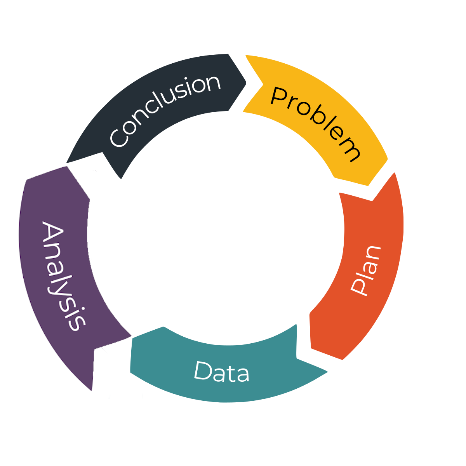 Problem
Plan
Data
Analysis
Conclusion